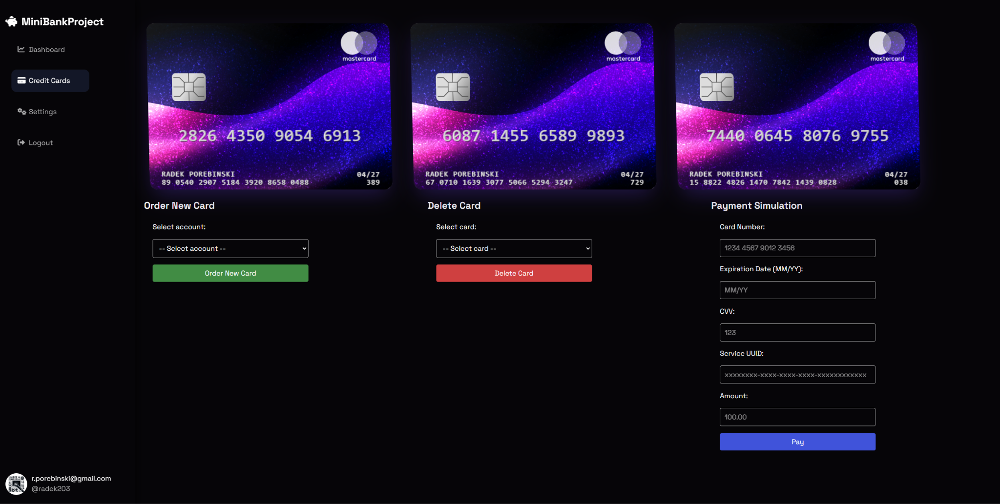 MiniBankProject
Dashboard
Credit Cards
Settings
Logout
mastercard
2826 4350 9054 6913
RADEK POREBINSKI 04/27
89 0540 2907 5184 3920 8658 0488 389
mastercard
6087 1455 6589 9893
RADEK POREBINSKI 04/27
67 0710 1639 3077 5066 5294 3247 729
mastercard
7440 0645 8076 9755
RADEK POREBINSKI 04/27
15 8822 4826 1470 7842 1439 0828 038
Order New Card
Select account:
-- Select account --
Order New Card
Delete Card
Select card:
-- Select card --
Delete Card
Payment Simulation
Card Number:
1234 4567 9012 3456
Expiration Date (MM/YY):
MM/YY
CVV:
123
Service UUID:
xxxxxxxx-xxxx-xxxx-xxxx-xxxxxxxxxxxx
Amount:
100.00
Pay
r.porebinski@gmail.com
@radek203